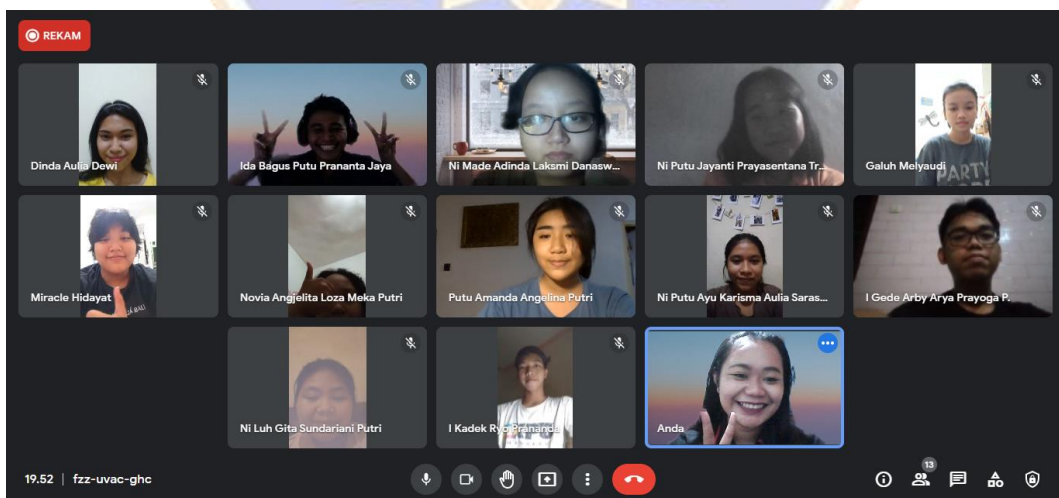 REKAM
Dinda Aulia Dewi
Ida Bagus Putu Prananta Jaya
Ni Made Adinda Laksmi Danasw...
Ni Putu Jayanti Prayasentana Tr...
Galuh Melyaudi
PARTY
Miracle Hidayat
Novia Angjelita Loza Meka Putri
Putu Amanda Angelina Putri
Ni Putu Ayu Karisma Aulia Saras...
I Gede Arby Arya Prayoga P.
Ni Luh Gita Sundariani Putri
I Kadek Ryo Prananda
Anda
19.52 | fzz-uvac-ghc
13